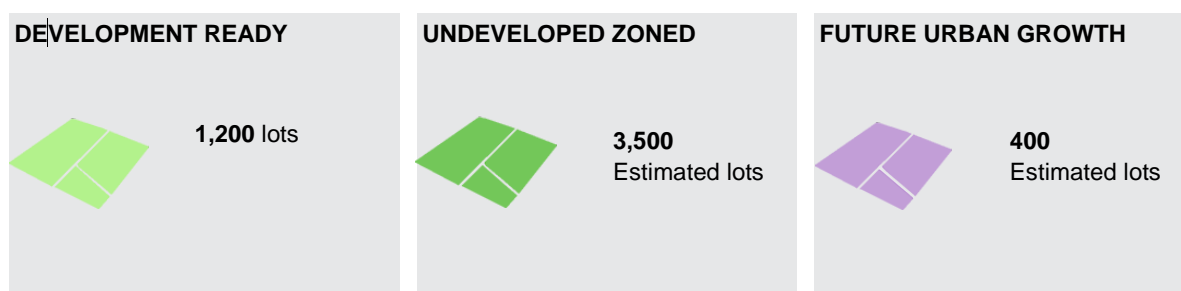 DEVELOPMENT READY
1,200 lots
UNDEVELOPED ZONED
3,500
Estimated lots
FUTURE URBAN GROWTH
400
Estimated lots